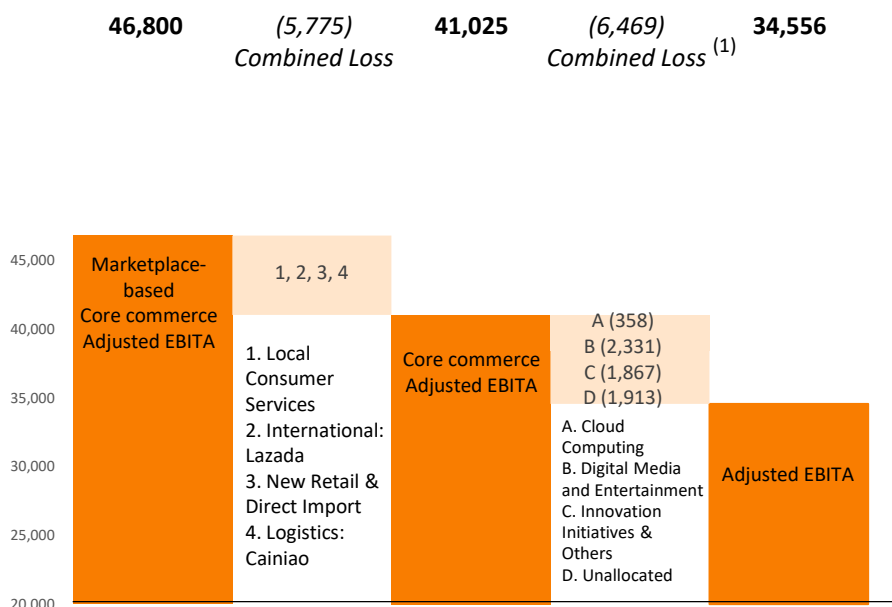 46,800
(5,775)
Combined Loss
41,025
(6,469)
Combined Loss (1)
34,556
45,000
40,000
35,000
30,000
25,000
20,000
Marketplace-
based
Core commerce
Adjusted EBITA
1, 2, 3, 4
1. Local
Consumer
Services
2. International:
Lazada
3. New Retail &
Direct Import
4. Logistics:
Cainiao
Core commerce
Adjusted EBITA
A (358)
B (2,331)
C (1,867)
D (1,913)
A. Cloud
Computing
B. Digital Media
and Entertainment
C. Innovation
Initiatives &
Others
D. Unallocated
Adjusted EBITA